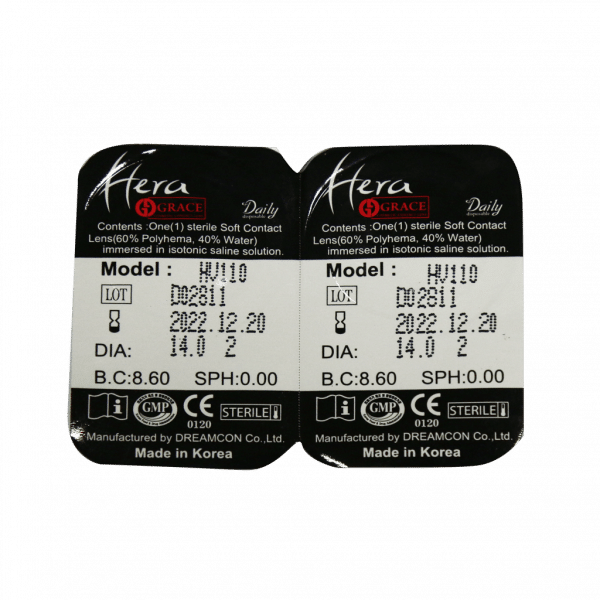 Hera
GRACE
Daily
disposable
Contents :One(1) sterile Soft Contact
Lens(60% Polyhema, 40% Water)
immersed in isotonic saline solution.
Model : HV110
LOT D02811
2022.12.20
DIA: 14.0 2
B.C:8.60 SPH:0.00
i GMP CE 0120 STERILE
Manufactured by DREAMCON Co.,Ltd.
Made in Korea
Hera
GRACE
Daily
disposable
Contents :One(1) sterile Soft Contact
Lens(60% Polyhema, 40% Water)
immersed in isotonic saline solution.
Model : HV110
LOT D02811
2022.12.20
DIA: 14.0 2
B.C:8.60 SPH:0.00
i GMP CE 0120 STERILE
Manufactured by DREAMCON Co.,Ltd.
Made in Korea